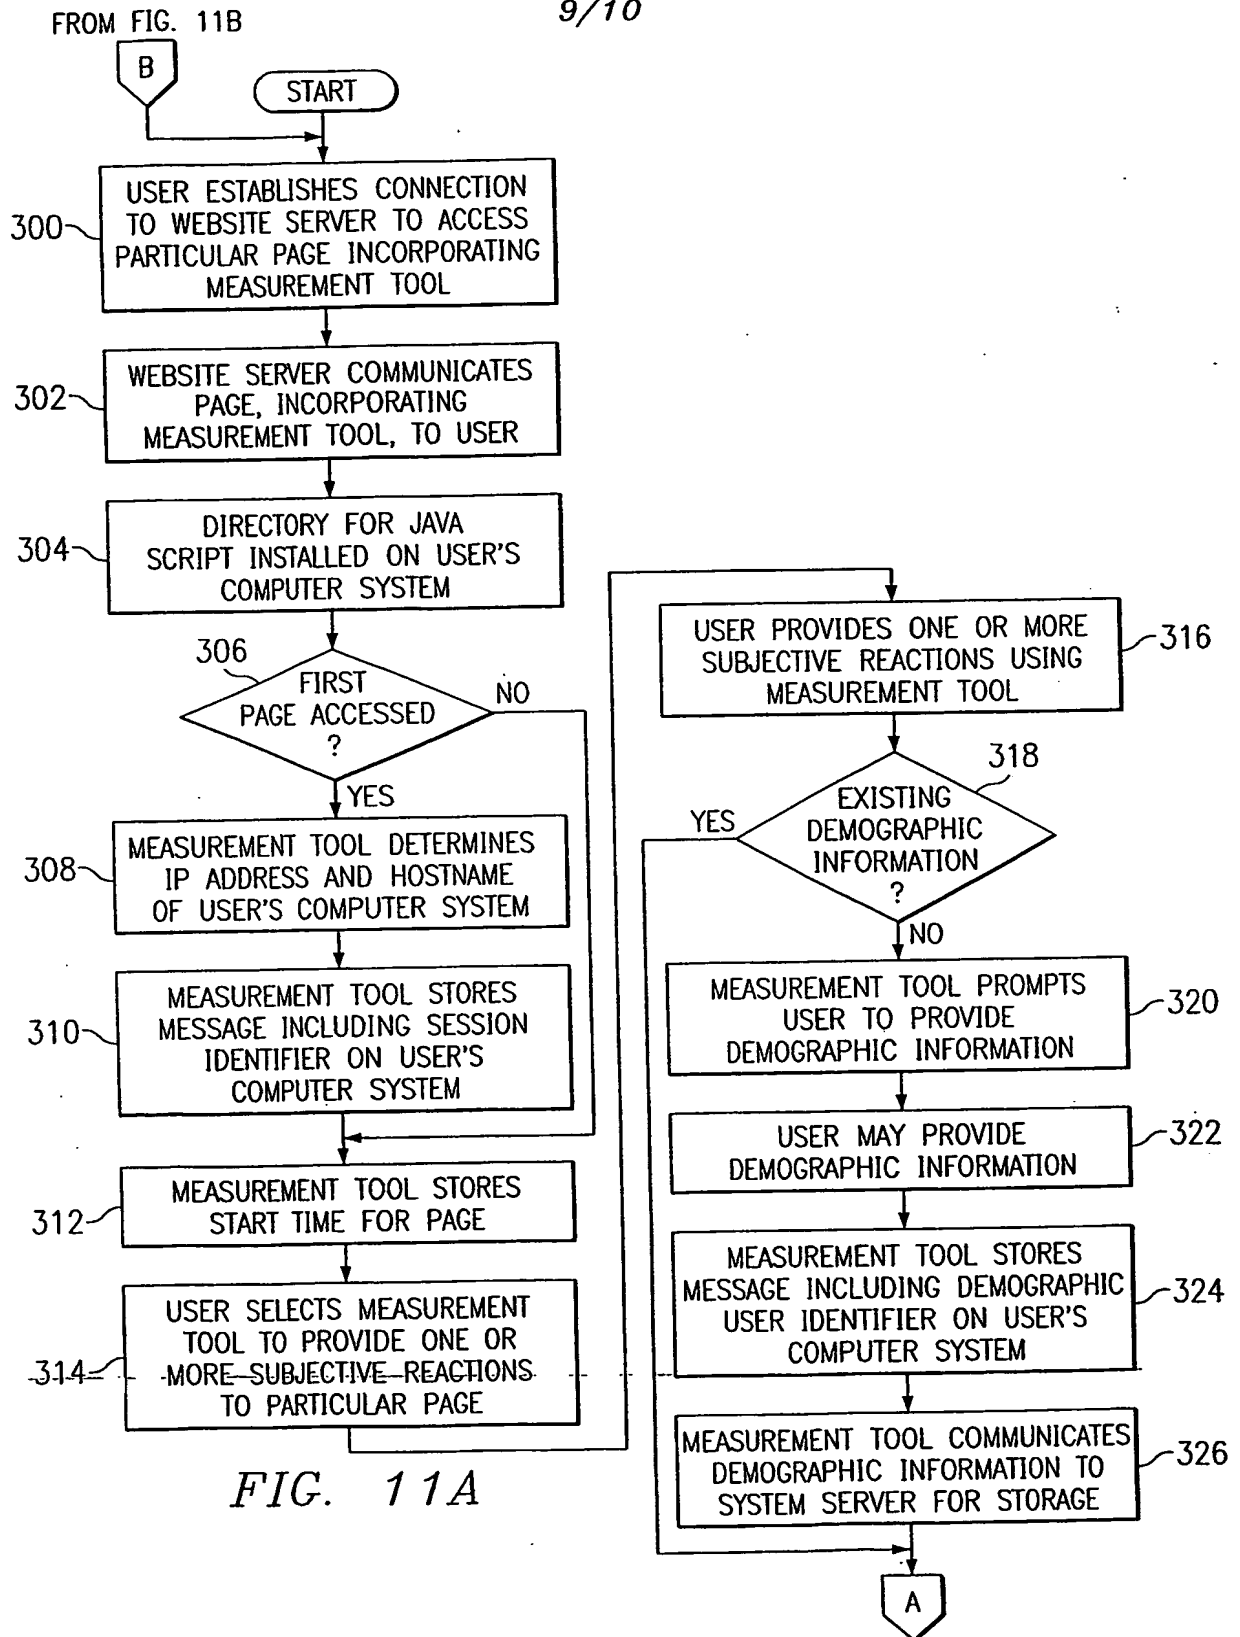 9/10
FROM FIG. 11B
B
START
300
USER ESTABLISHES CONNECTION
TO WEBSITE SERVER TO ACCESS
PARTICULAR PAGE INCORPORATING
MEASUREMENT TOOL
302
WEBSITE SERVER COMMUNICATES
PAGE, INCORPORATING
MEASUREMENT TOOL, TO USER
304
DIRECTORY FOR JAVA
SCRIPT INSTALLED ON USER'S
COMPUTER SYSTEM
306
FIRST
PAGE ACCESSED
?
NO
YES
308
MEASUREMENT TOOL DETERMINES
IP ADDRESS AND HOSTNAME
OF USER'S COMPUTER SYSTEM
310
MEASUREMENT TOOL STORES
MESSAGE INCLUDING SESSION
IDENTIFIER ON USER'S
COMPUTER SYSTEM
312
MEASUREMENT TOOL STORES
START TIME FOR PAGE
314
USER SELECTS MEASUREMENT
TOOL TO PROVIDE ONE OR
MORE SUBJECTIVE REACTIONS
TO PARTICULAR PAGE
316
USER PROVIDES ONE OR MORE
SUBJECTIVE REACTIONS USING
MEASUREMENT TOOL
318
EXISTING
DEMOGRAPHIC
INFORMATION
?
YES
NO
320
MEASUREMENT TOOL PROMPTS
USER TO PROVIDE
DEMOGRAPHIC INFORMATION
322
USER MAY PROVIDE
DEMOGRAPHIC INFORMATION
324
MEASUREMENT TOOL STORES
MESSAGE INCLUDING DEMOGRAPHIC
USER IDENTIFIER ON USER'S
COMPUTER SYSTEM
326
MEASUREMENT TOOL COMMUNICATES
DEMOGRAPHIC INFORMATION TO
SYSTEM SERVER FOR STORAGE
A
FIG. 11A